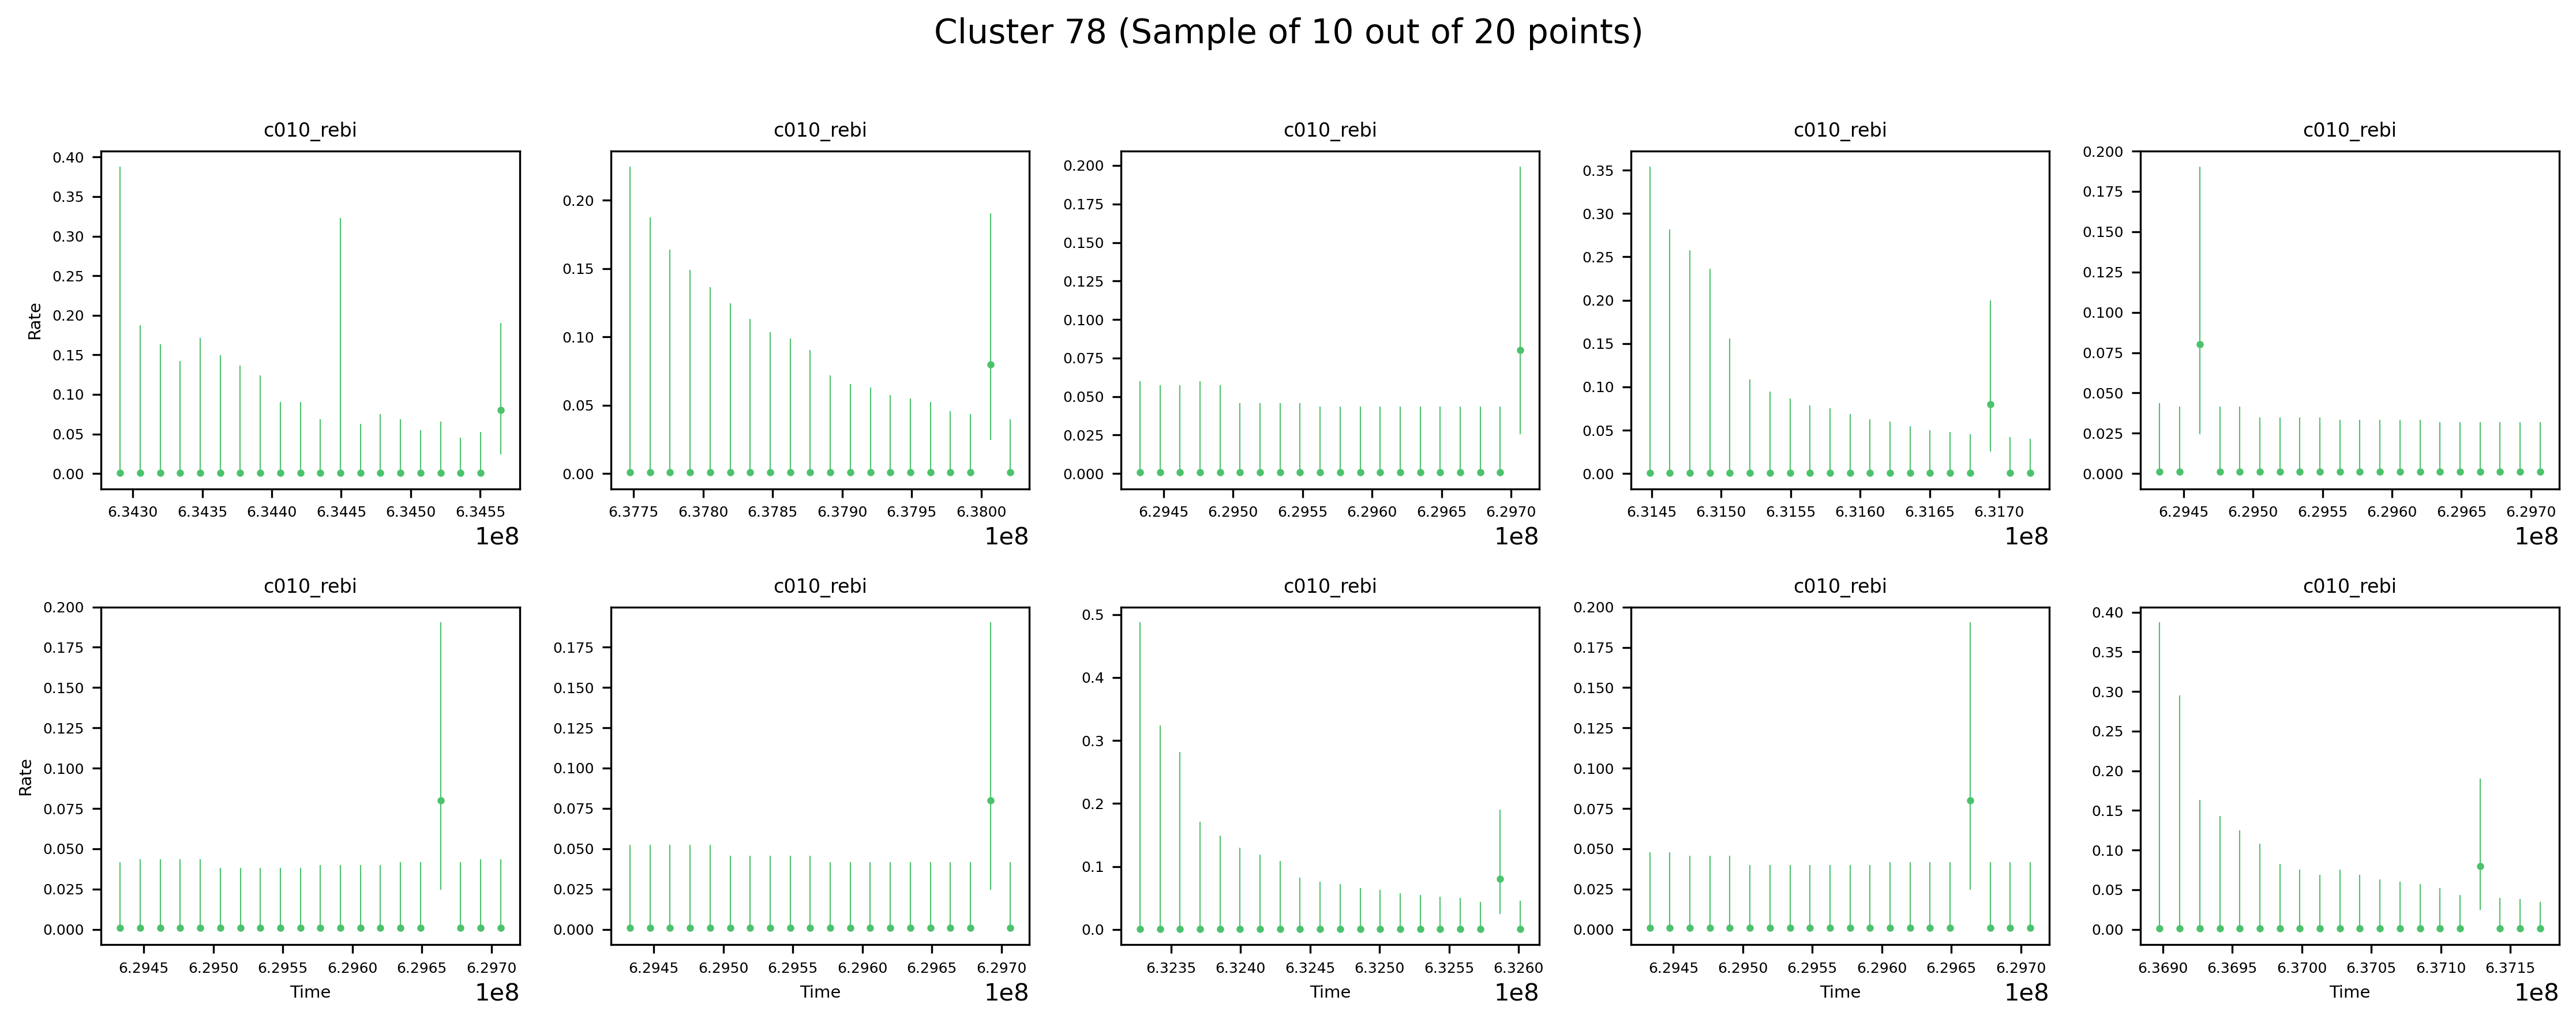 Cluster 78 (Sample of 10 out of 20 points)
c010_rebi c010_rebi c010_rebi c010_rebi c010_rebi
Rate
0.40 0.35 0.30 0.25 0.20 0.15 0.10 0.05 0.00
6.3430 6.3435 6.3440 6.3445 6.3450 6.3455
1e8
0.20 0.15 0.10 0.05 0.00
6.3775 6.3780 6.3785 6.3790 6.3795 6.3800
1e8
0.200 0.175 0.150 0.125 0.100 0.075 0.050 0.025 0.000
6.2945 6.2950 6.2955 6.2960 6.2965 6.2970
1e8
0.35 0.30 0.25 0.20 0.15 0.10 0.05 0.00
6.3145 6.3150 6.3155 6.3160 6.3165 6.3170
1e8
0.200 0.175 0.150 0.125 0.100 0.075 0.050 0.025 0.000
6.2945 6.2950 6.2955 6.2960 6.2965 6.2970
1e8
c010_rebi c010_rebi c010_rebi c010_rebi c010_rebi
Rate
0.200 0.175 0.150 0.125 0.100 0.075 0.050 0.025 0.000
6.2945 6.2950 6.2955 6.2960 6.2965 6.2970
Time
1e8
0.175 0.150 0.125 0.100 0.075 0.050 0.025 0.000
6.2945 6.2950 6.2955 6.2960 6.2965 6.2970
Time
1e8
0.5 0.4 0.3 0.2 0.1 0.0
6.3235 6.3240 6.3245 6.3250 6.3255 6.3260
Time
1e8
0.200 0.175 0.150 0.125 0.100 0.075 0.050 0.025 0.000
6.2945 6.2950 6.2955 6.2960 6.2965 6.2970
Time
1e8
0.40 0.35 0.30 0.25 0.20 0.15 0.10 0.05 0.00
6.3690 6.3695 6.3700 6.3705 6.3710 6.3715
Time
1e8